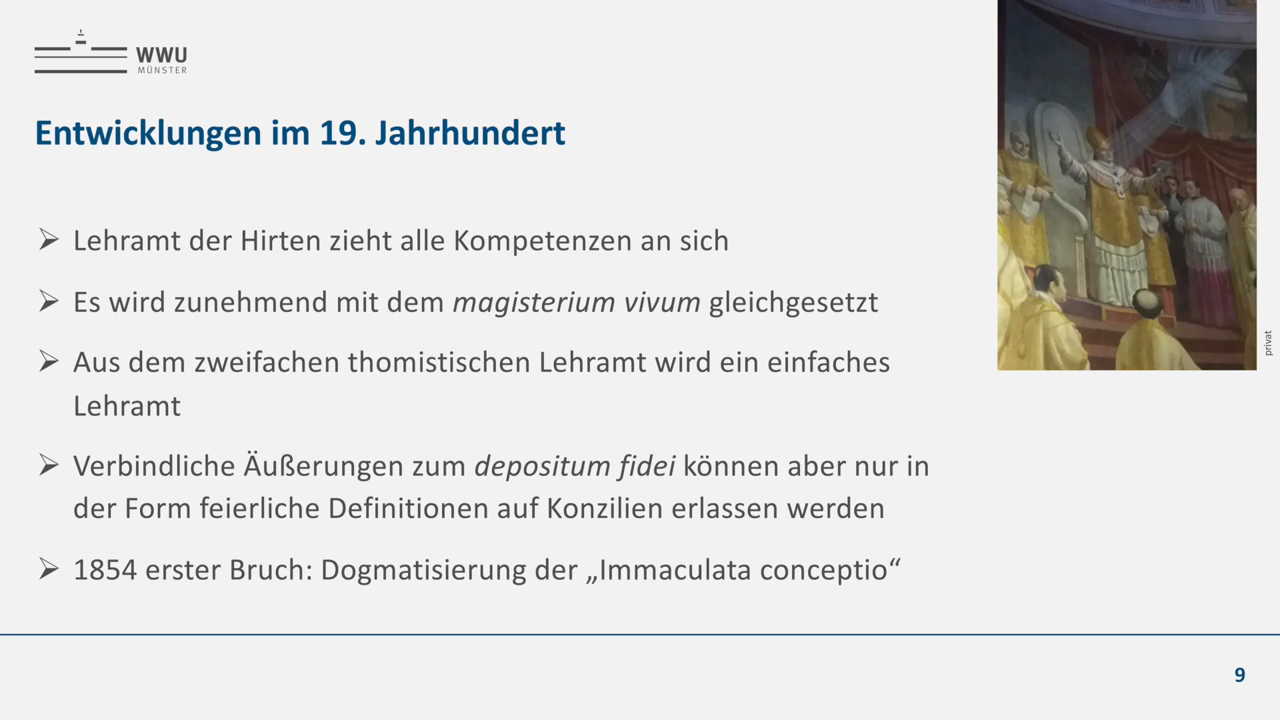 WWU
MÜNSTER
Entwicklungen im 19. Jahrhundert
➢ Lehramt der Hirten zieht alle Kompetenzen an sich
➢ Es wird zunehmend mit dem magisterium vivum gleichgesetzt
➢ Aus dem zweifachen thomistischen Lehramt wird ein einfaches
Lehramt
➢ Verbindliche Äußerungen zum depositum fidei können aber nur in
der Form feierliche Definitionen auf Konzilien erlassen werden
➢ 1854 erster Bruch: Dogmatisierung der „Immaculata conceptio“
privat
9